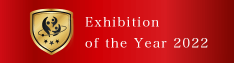 Exhibition
of the Year 2022